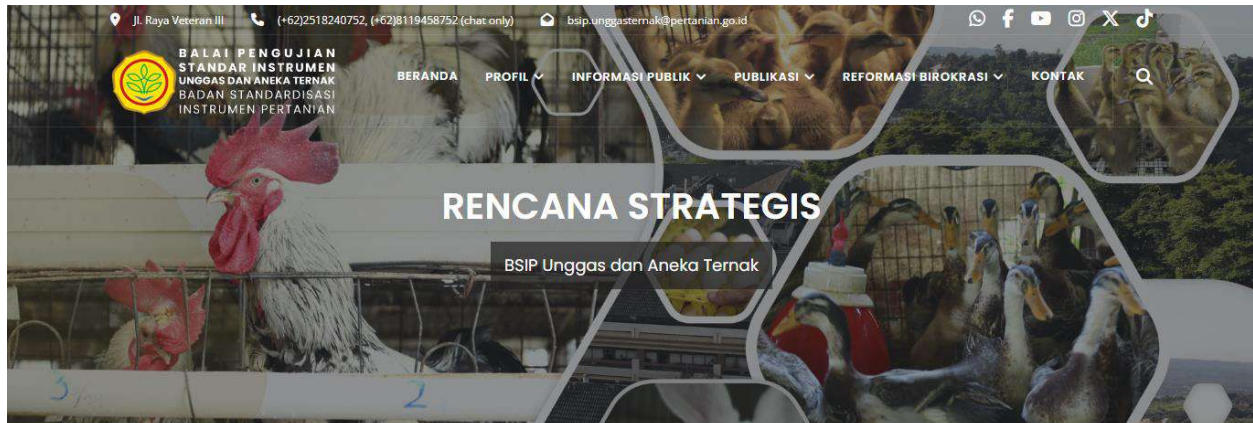 Jl. Raya Veteran III (+62)2518240752, (+62)8119458752 (chat only) bsip.unggasternak@pertanian.go.id
BALAI PENGUJIAN
STANDAR INSTRUMEN
UNGGAS DAN ANEKA TERNAK
BADAN STANDARDISASI
INSTRUMEN PERTANIAN
BERANDA PROFIL INFORMASI PUBLIK PUBLIKASI REFORMASI BIROKRASI KONTAK
RENCANA STRATEGIS
BSIP Unggas dan Aneka Ternak
3
2